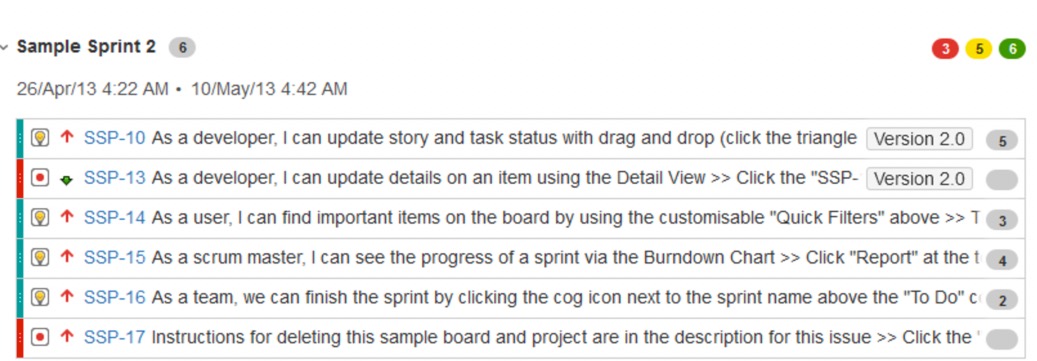 Sample Sprint 2 6 3 5 6
26/Apr/13 4:22 AM • 10/May/13 4:42 AM
SSP-10 As a developer, I can update story and task status with drag and drop (click the triangle Version 2.0 5
SSP-13 As a developer, I can update details on an item using the Detail View >> Click the "SSP- Version 2.0
SSP-14 As a user, I can find important items on the board by using the customisable "Quick Filters" above >> T 3
SSP-15 As a scrum master, I can see the progress of a sprint via the Burndown Chart >> Click "Report" at the t 4
SSP-16 As a team, we can finish the sprint by clicking the cog icon next to the sprint name above the "To Do" c 2
SSP-17 Instructions for deleting this sample board and project are in the description for this issue >> Click the '